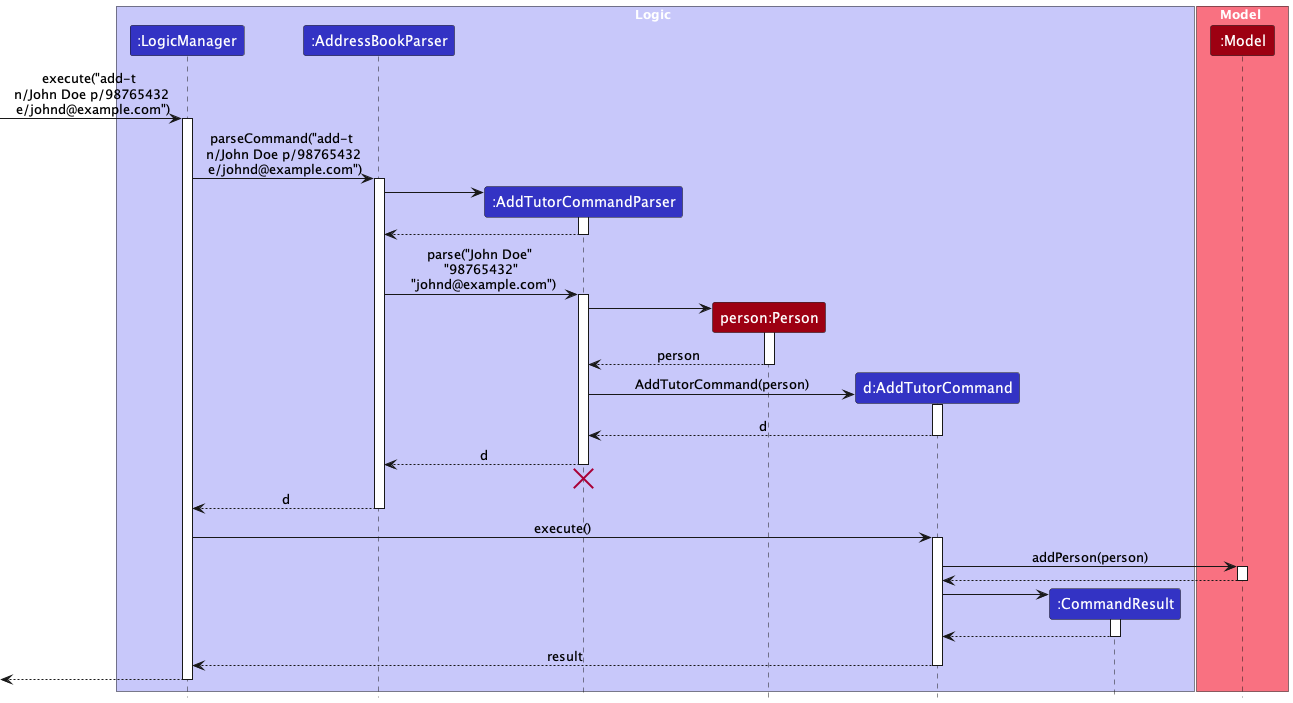 Logic
Model
:LogicManager
:AddressBookParser
:Model
execute("add-t
n/John Doe p/98765432
e/johnd@example.com")
parseCommand("add-t
n/John Doe p/98765432
e/johnd@example.com")
:AddTutorCommandParser
parse("John Doe"
"98765432"
"johnd@example.com")
person:Person
person
AddTutorCommand(person)
d:AddTutorCommand
d
d
d
execute()
addPerson(person)
:CommandResult
result